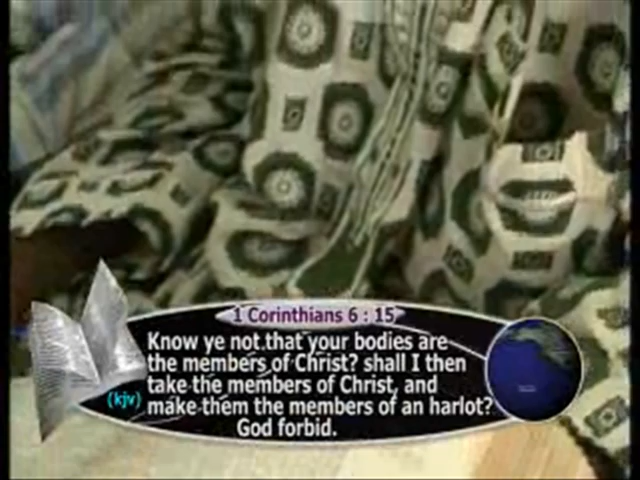 1 Corinthians 6 : 15
Know ye not that your bodies are
the members of Christ? shall I then
take the members of Christ, and
(kjv) make them the members of an harlot?
God forbid.